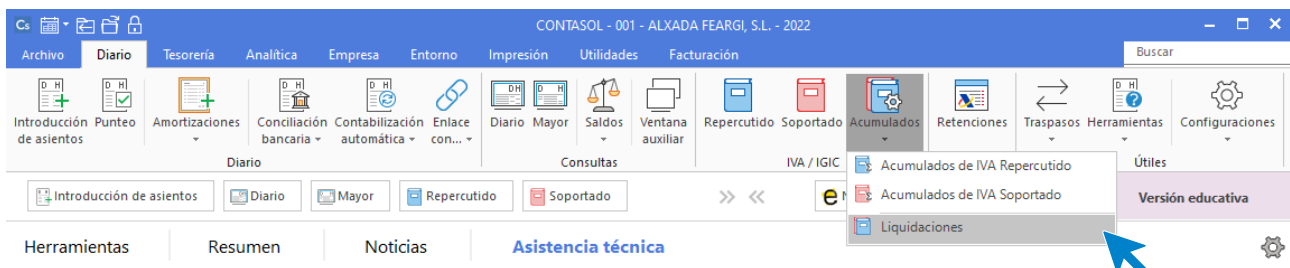 Cs
CONTASOL - 001 - ALXADA FEARGI, S.L. - 2022
Archivo Diario Tesorería Analítica Empresa Entorno Impresión Utilidades Facturación Buscar
Introducción de asientos
Punteo
Amortizaciones
Conciliación bancaria
Contabilización automática
Enlace con...
Diario
Mayor
Saldos
Ventana auxiliar
Repercutido
Soportado
Acumulados
Retenciones
Traspasos
Herramientas
Configuraciones
Diario Consultas IVA / IGIC Útiles
Acumulados de IVA Repercutido
Acumulados de IVA Soportado
Liquidaciones
Introducción de asientos Diario Mayor Repercutido Soportado
Versión educativa
Herramientas Resumen Noticias Asistencia técnica